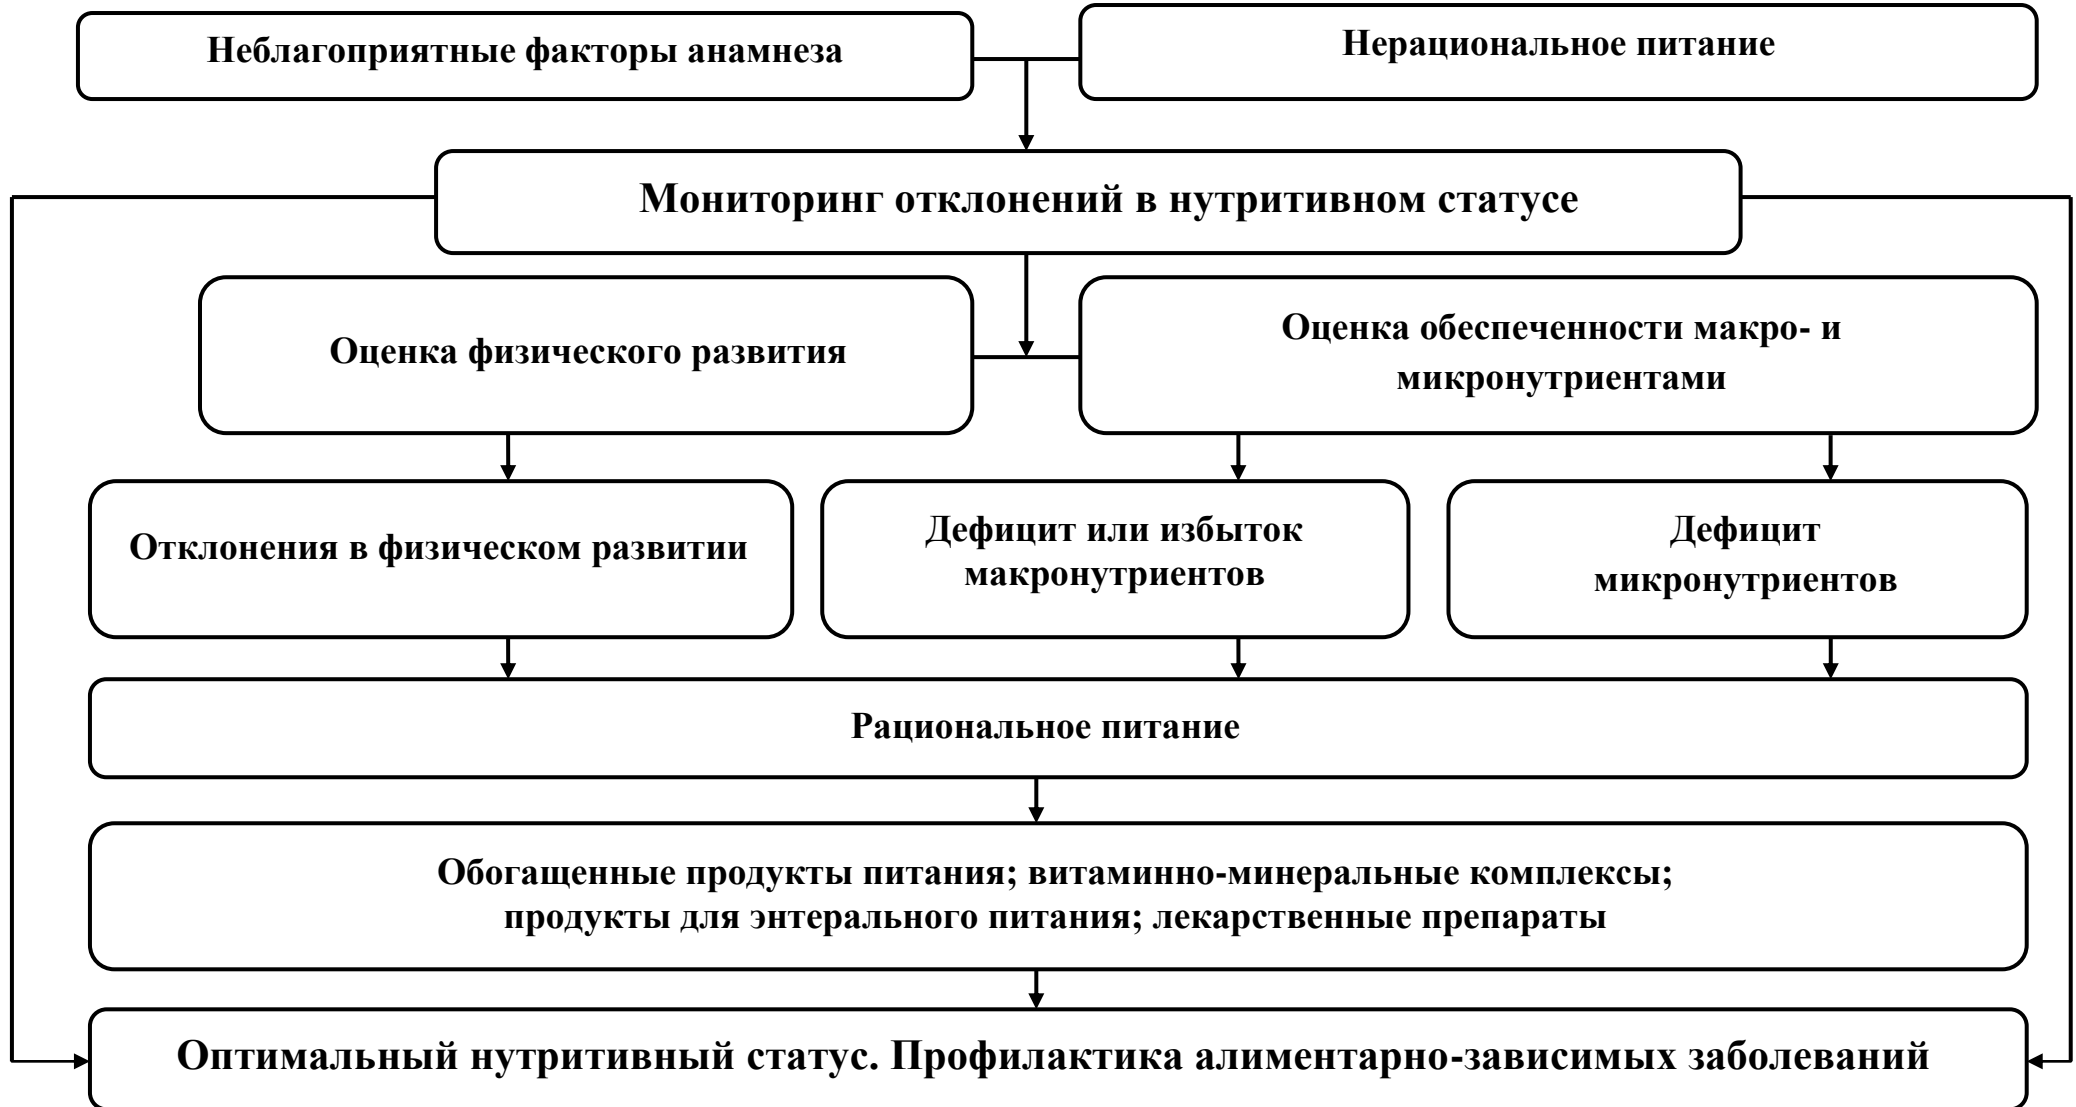 Неблагоприятные факторы анамнеза
Нерациональное питание
Мониторинг отклонений в нутритивном статусе
Оценка физического развития
Оценка обеспеченности макро- и
микронутриентами
Отклонения в физическом развитии
Дефицит или избыток
макронутриентов
Дефицит
микронутриентов
Рациональное питание
Обогащенные продукты питания; витаминно-минеральные комплексы;
продукты для энтерального питания; лекарственные препараты
Оптимальный нутритивный статус. Профилактика алиментарно-зависимых заболеваний